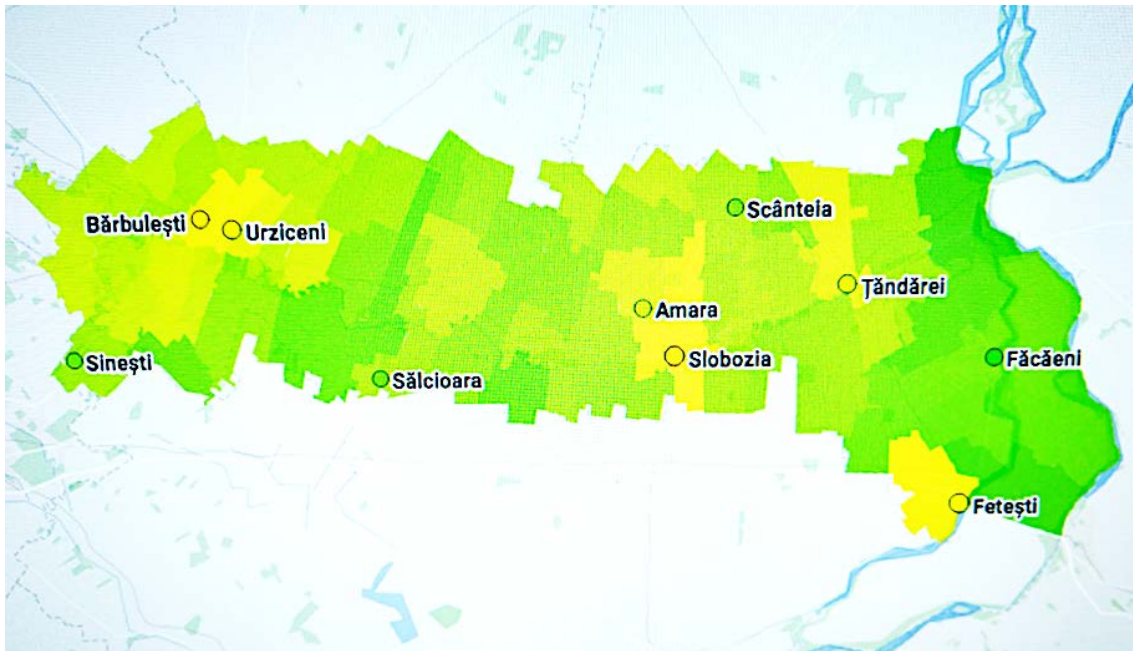 Scânteia
Bărbulești
Urziceni
Țăndărei
Amara
Slobozia
Făcăeni
Sinești
Sălcioara
Fetești